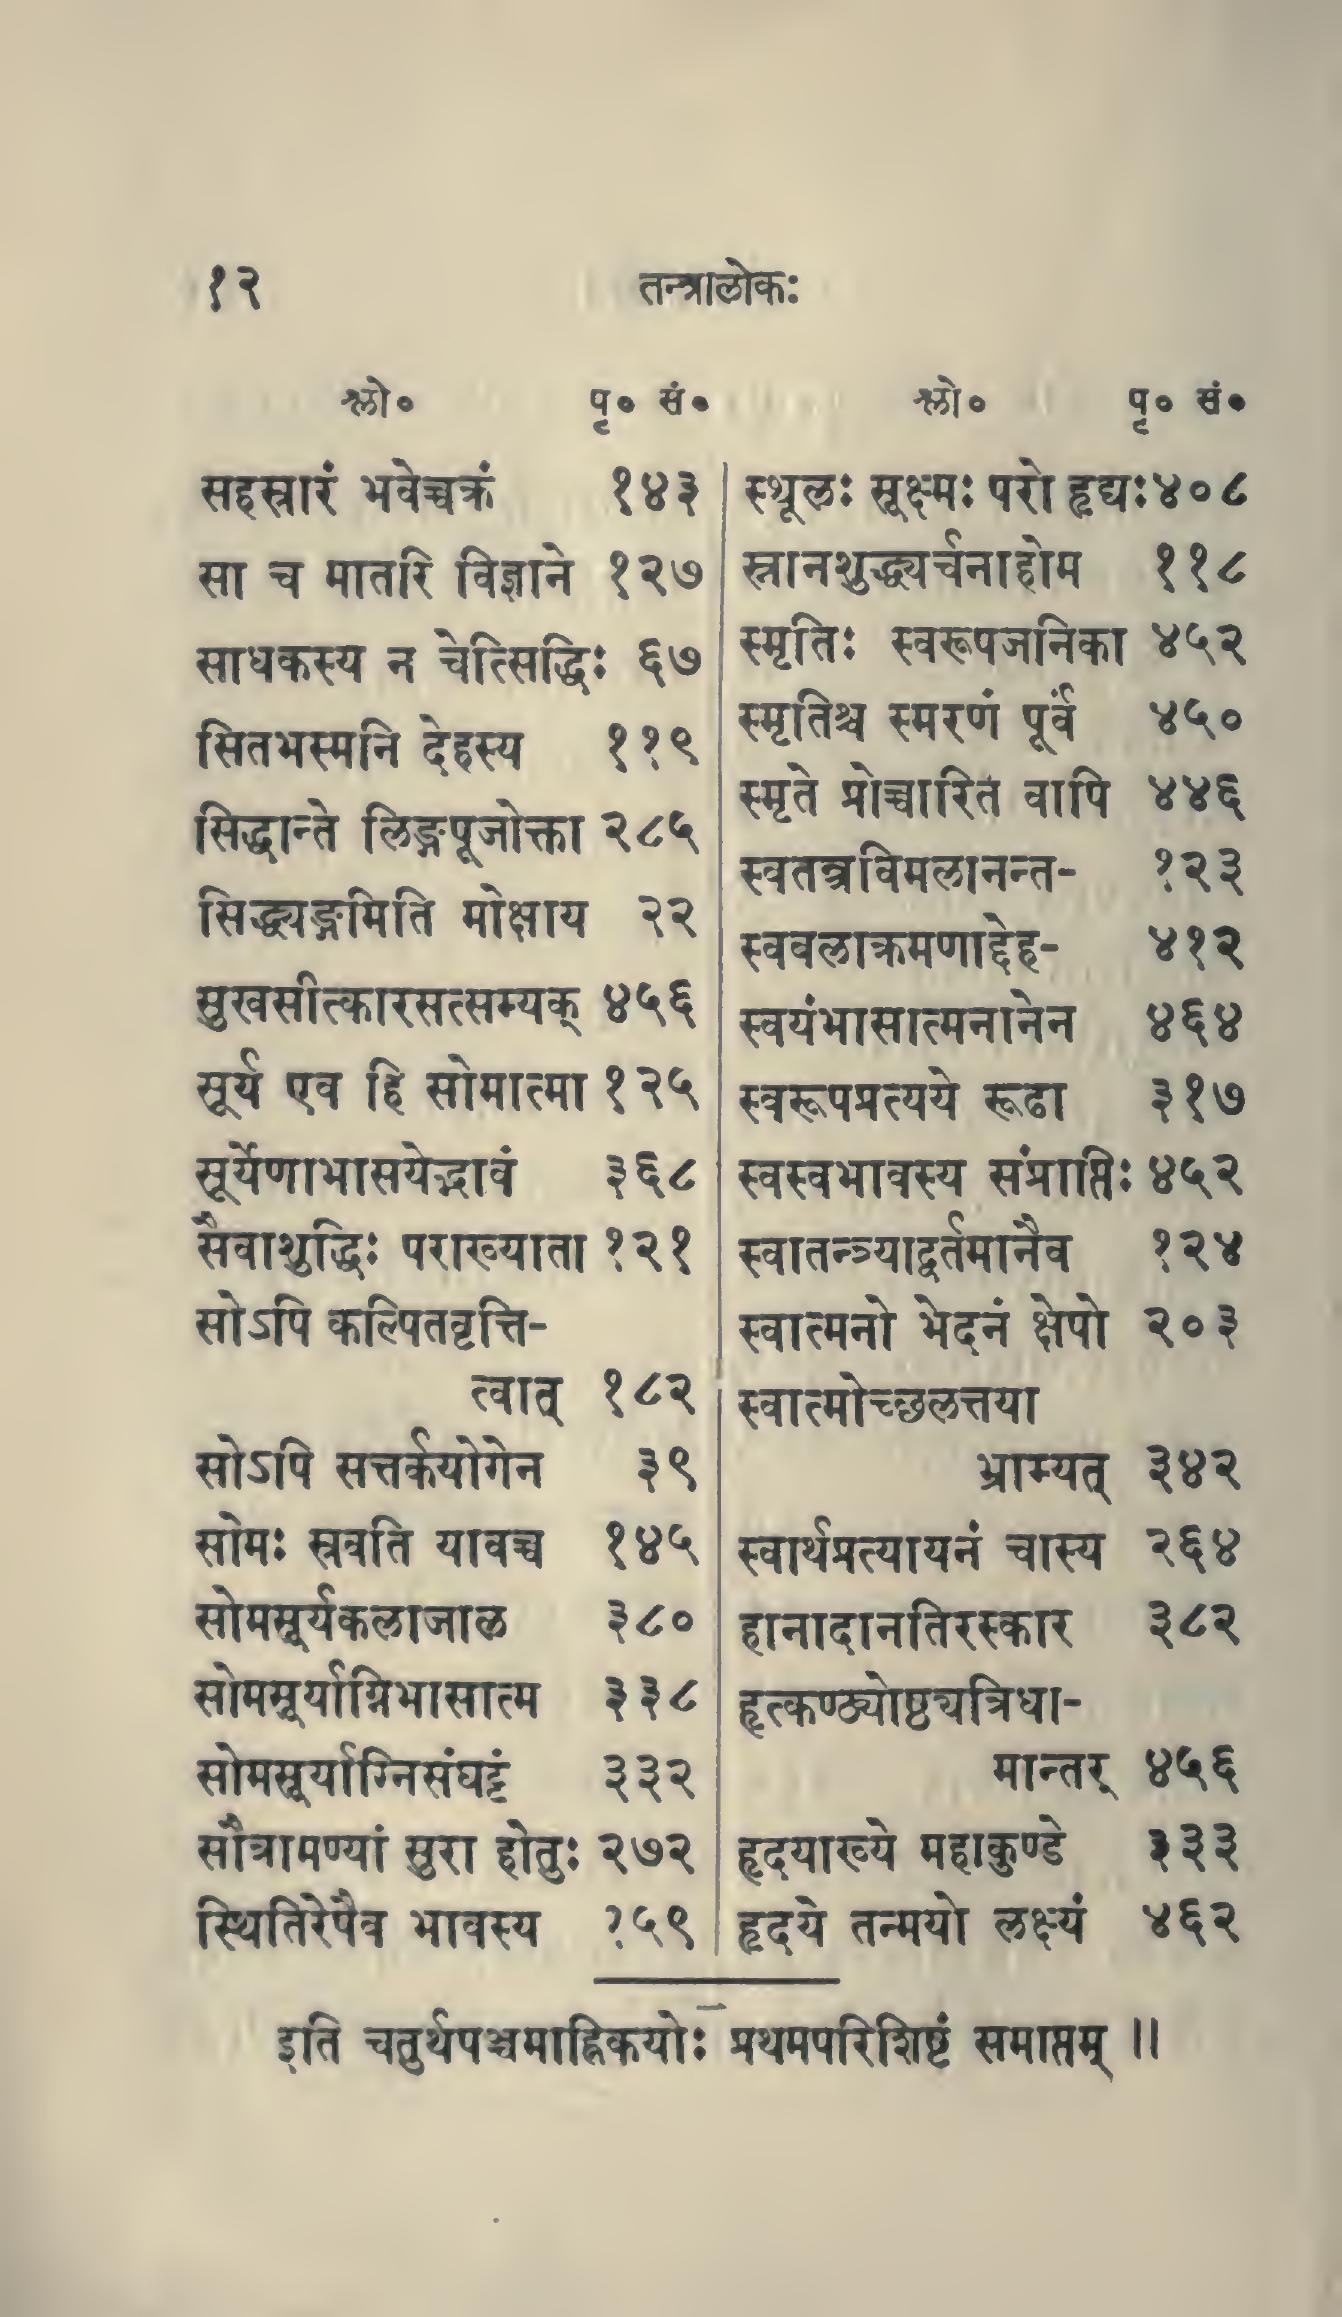 १२ तन्त्रालोकः
श्लो० पृ० सं०
सहस्रारं भवेच्चक्रं १४३
सा च मातरि विज्ञाने १२७
साधकस्य न चेत्सिद्धिः ६७
सितभस्मनि देहस्य ११९
सिद्धान्ते लिङ्गपूजोक्ता २८५
सिद्ध्यङ्गमिति मोक्षाय २२
सुखसीत्कारसत्सम्यक् ४५६
सूर्य एव हि सोमात्मा १२५
सूर्येणाभासयेद्भावं ३६८
सैवाशुद्धिः पराख्याता १२१
सोऽपि कल्पितवृत्ति-
त्वात् १८२
सोऽपि सत्तर्कयोगेन ३९
सोमः स्रवति यावच्च १४५
सोमसूर्यकलाजाल ३८०
सोमसूर्याग्निभासात्म ३३८
सोमसूर्याग्निसंघट्टं ३३२
सौत्रामण्यां सुरा होतुः २७२
स्थितिरेषैव भावस्य १५९
श्लो० पृ० सं०
स्थूलः सूक्ष्मः परो हृद्यः ४०८
स्नानशुद्ध्यर्चनाहोम ११८
स्मृतिः स्वरूपजनिका ४५२
स्मृतिश्च स्मरणं पूर्वं ४५०
स्मृते प्रोच्चारिते वापि ४४६
स्वतन्त्रविमलानन्त- १२३
स्वबलाक्रमणाद्देह- ४१२
स्वयंभासात्मनानेन ४६४
स्वरूपप्रत्यये रूढा ३१७
स्वस्वभावस्य संप्राप्तिः ४५२
स्वातन्त्र्याद्वर्तमानैव १२४
स्वात्मनो भेदनं क्षेपो २०३
स्वात्मोच्छलत्तया
भ्राम्यत् ३४२
स्वार्थप्रत्यायनं चास्य २६४
हानादानतिरस्कार ३८२
हृत्कण्ठ्योष्ठ्यत्रिधा-
मान्तर् ४५६
हृदयाख्ये महाकुण्डे ३३३
हृदये तन्मयो लक्ष्यं ४६२
इति चतुर्थपञ्चमाह्निकयोः प्रथमपरिशिष्टं समाप्तम् ॥